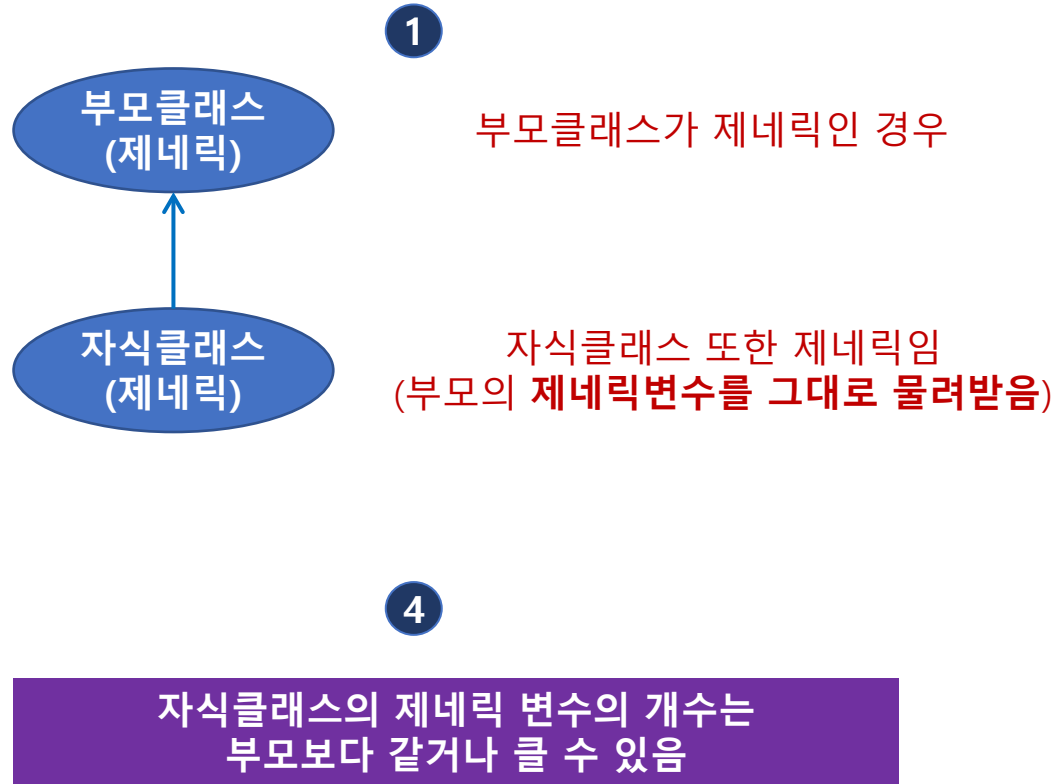 1
부모클래스
(제네릭)
부모클래스가 제네릭인 경우
자식클래스
(제네릭)
자식클래스 또한 제네릭임
(부모의 제네릭변수를 그대로 물려받음)
4
자식클래스의 제네릭 변수의 개수는
부모보다 같거나 클 수 있음